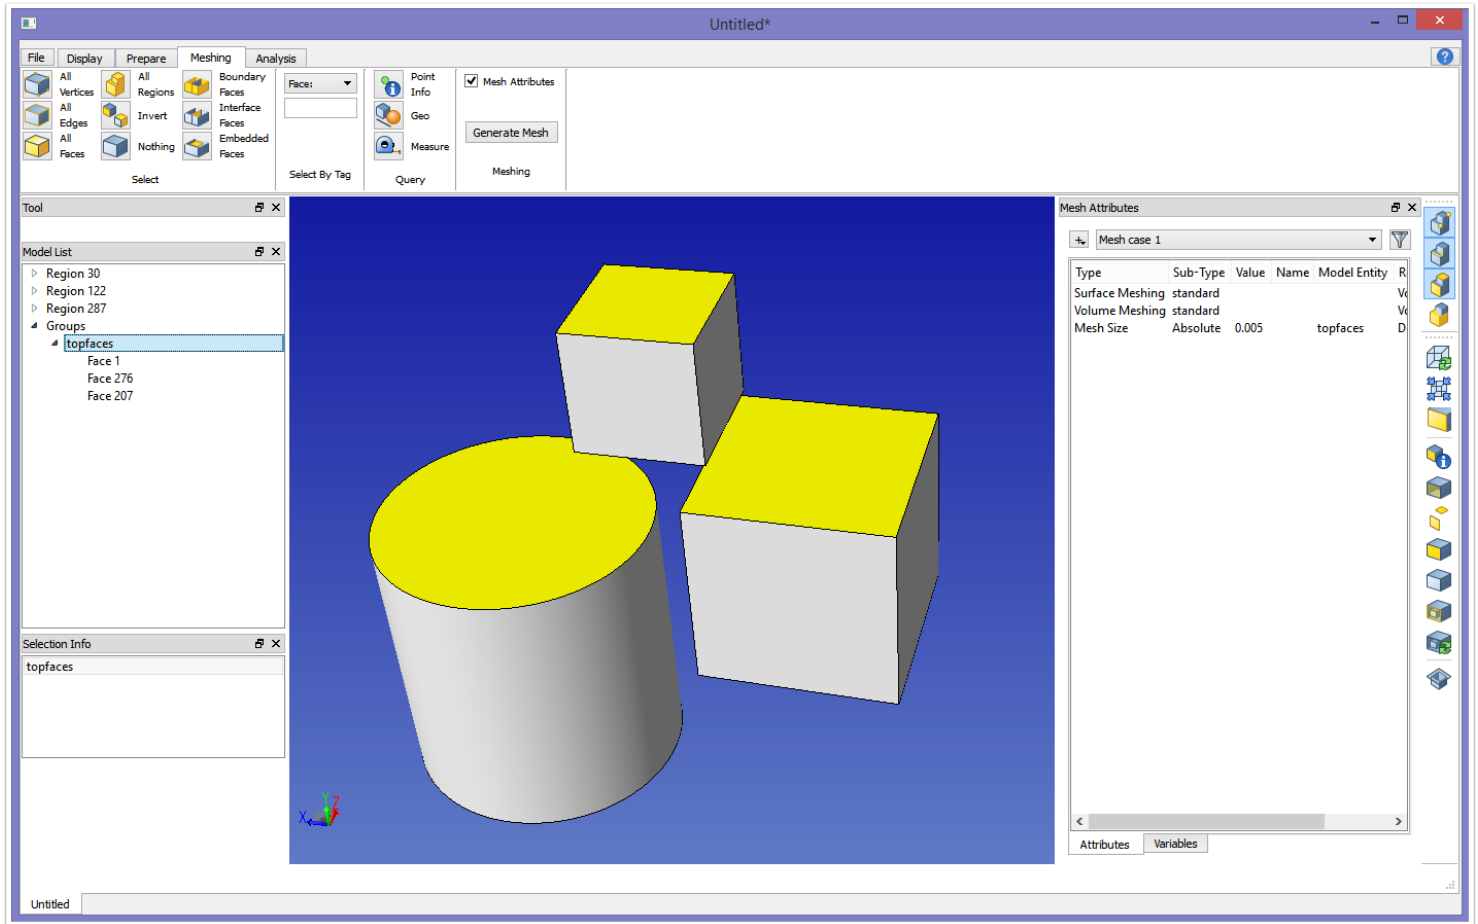 Untitled*
File Display Prepare Meshing Analysis
All Vertices
All Regions
Boundary Faces
All Edges
Invert
Interface Faces
All Faces
Nothing
Embedded Faces
Select
Face:
Select By Tag
Point Info
Geo
Measure
Query
Mesh Attributes
Generate Mesh
Meshing
Tool
Model List
Region 30
Region 122
Region 287
Groups
topfaces
Face 1
Face 276
Face 207
Selection Info
topfaces
X Y Z
Mesh Attributes
Mesh case 1
Type Sub-Type Value Name Model Entity R
Surface Meshing standard Vo
Volume Meshing standard Vo
Mesh Size Absolute 0.005 topfaces D
Attributes Variables
Untitled